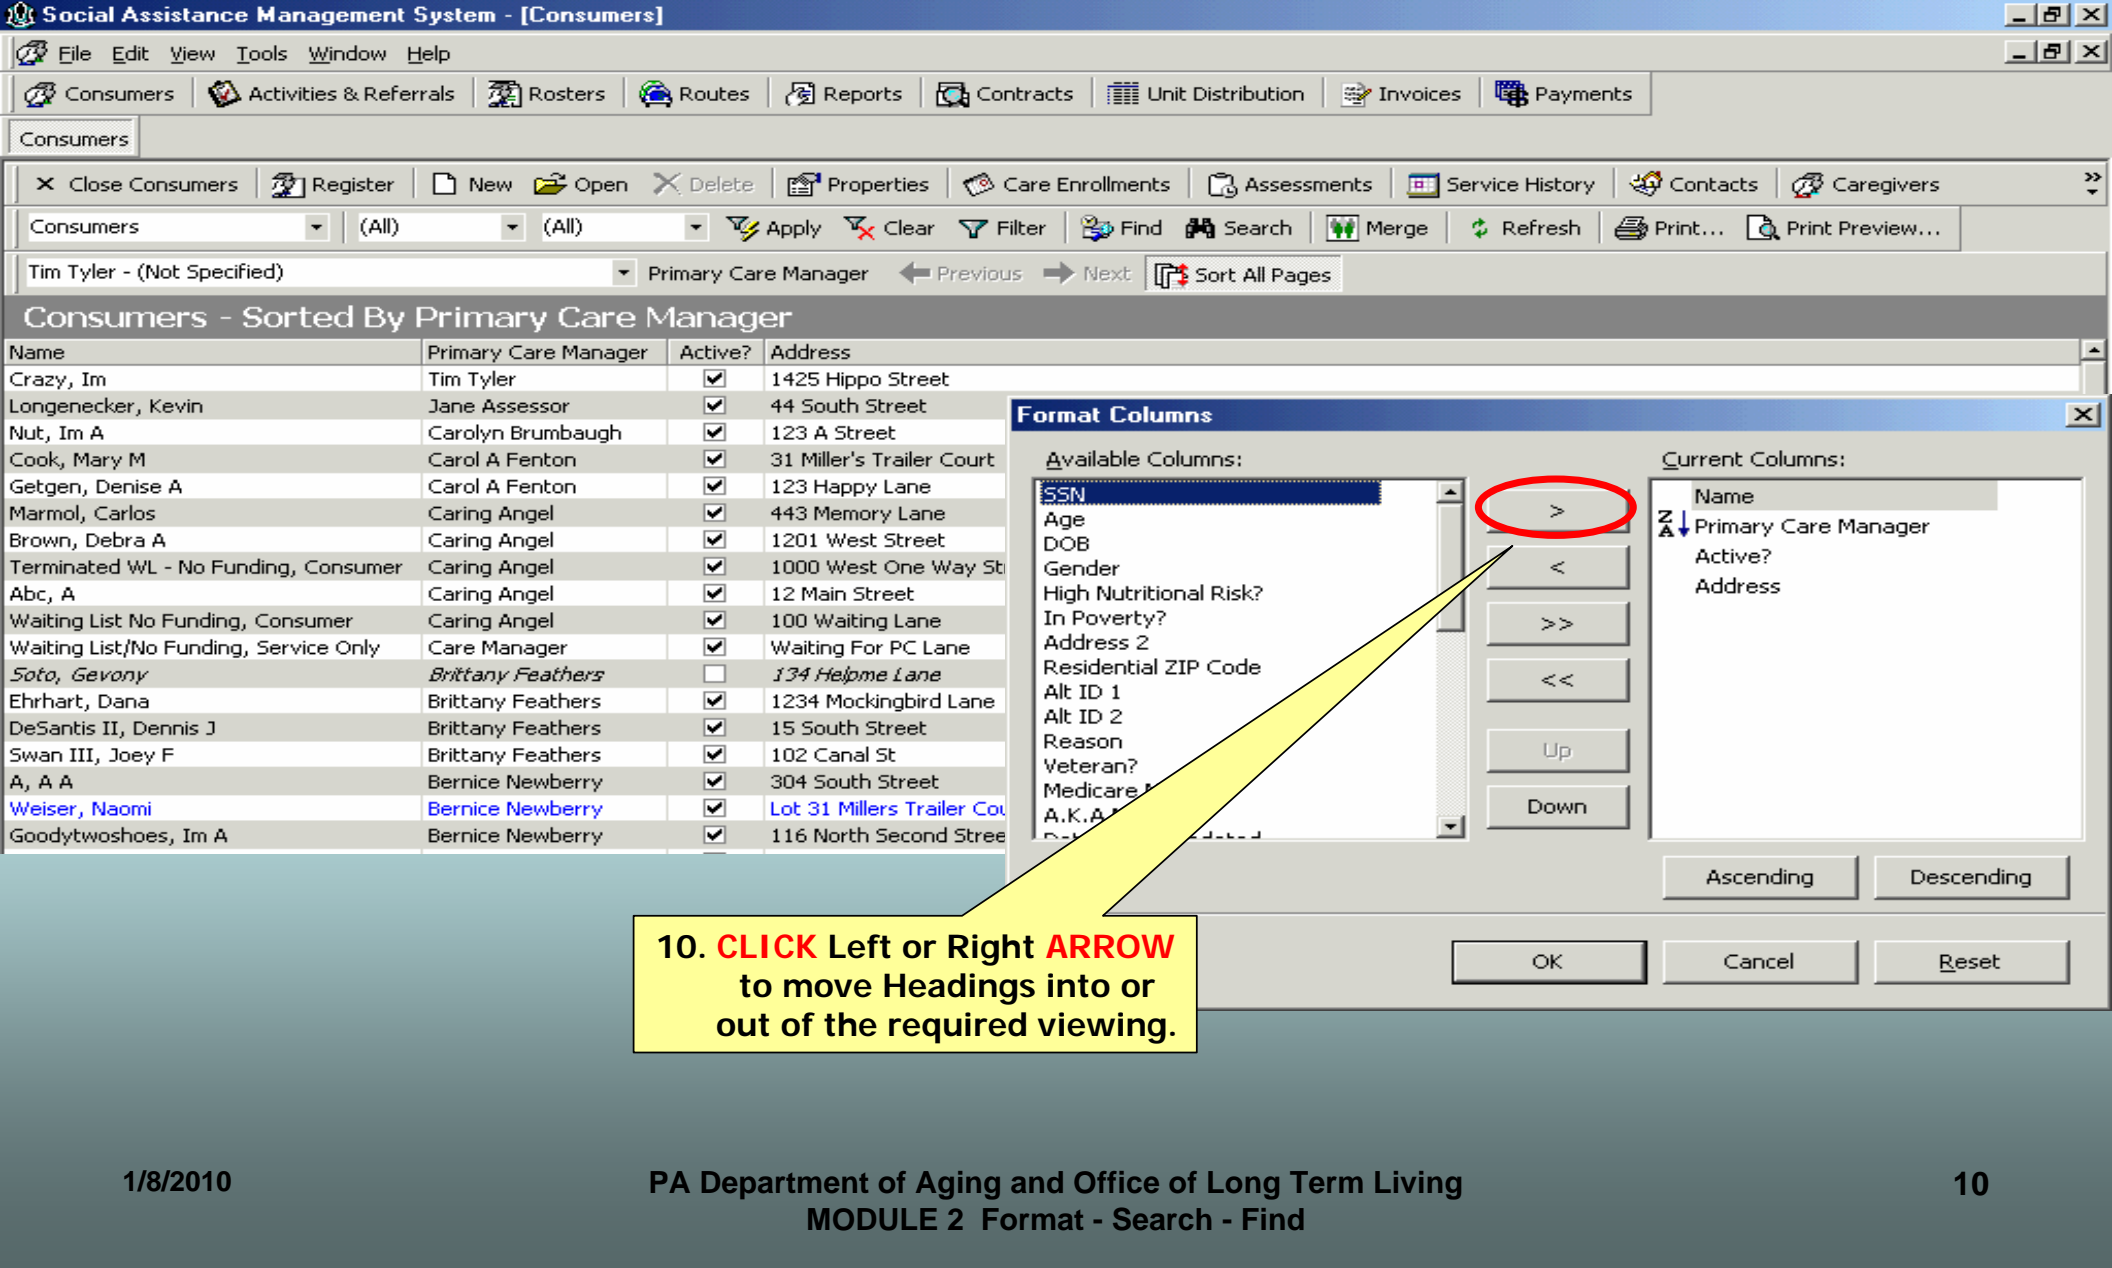 Social Assistance Management System - [Consumers]
File Edit View Tools Window Help
Consumers Activities & Referrals Rosters Routes Reports Contracts Unit Distribution Invoices Payments
Consumers
Close Consumers Register New Open Delete Properties Care Enrollments Assessments Service History Contacts Caregivers
Consumers (All) (All) Apply Clear Filter Find Search Merge Refresh Print... Print Preview...
Tim Tyler - (Not Specified) Primary Care Manager Previous Next Sort All Pages
Consumers - Sorted By Primary Care Manager
Name Primary Care Manager Active? Address
Crazy, Im Tim Tyler 1425 Hippo Street
Longenecker, Kevin Jane Assessor 44 South Street
Nut, Im A Carolyn Brumbaugh 123 A Street
Cook, Mary M Carol A Fenton 31 Miller's Trailer Court
Getgen, Denise A Carol A Fenton 123 Happy Lane
Marmol, Carlos Caring Angel 443 Memory Lane
Brown, Debra A Caring Angel 1201 West Street
Terminated WL - No Funding, Consumer Caring Angel 1000 West One Way
Abc, A Caring Angel 12 Main Street
Waiting List No Funding, Consumer Caring Angel 100 Waiting Lane
Waiting List/No Funding, Service Only Care Manager Waiting For PC Lane
Soto, Gevony Brittany Feathers 134 Helpme Lane
Ehrhart, Dana Brittany Feathers 1234 Mockingbird Lane
DeSantis II, Dennis J Brittany Feathers 15 South Street
Swan III, Joey F Brittany Feathers 102 Canal St
A, A A Bernice Newberry 304 South Street
Weiser, Naomi Bernice Newberry Lot 31 Millers Trailer
Goodytwoshoes, Im A Bernice Newberry 116 North Second
Format Columns
Available Columns:
SSN
Age
DOB
Gender
High Nutritional Risk?
In Poverty?
Address 2
Residential ZIP Code
Alt ID 1
Alt ID 2
Reason
Veteran?
Medicare
>
<
>>
<<
Up
Down
Current Columns:
Name
Primary Care Manager
Active?
Address
Ascending Descending
OK Cancel Reset
10. CLICK Left or Right ARROW
to move Headings into or
out of the required viewing.
1/8/2010
PA Department of Aging and Office of Long Term Living
MODULE 2 Format - Search - Find
10